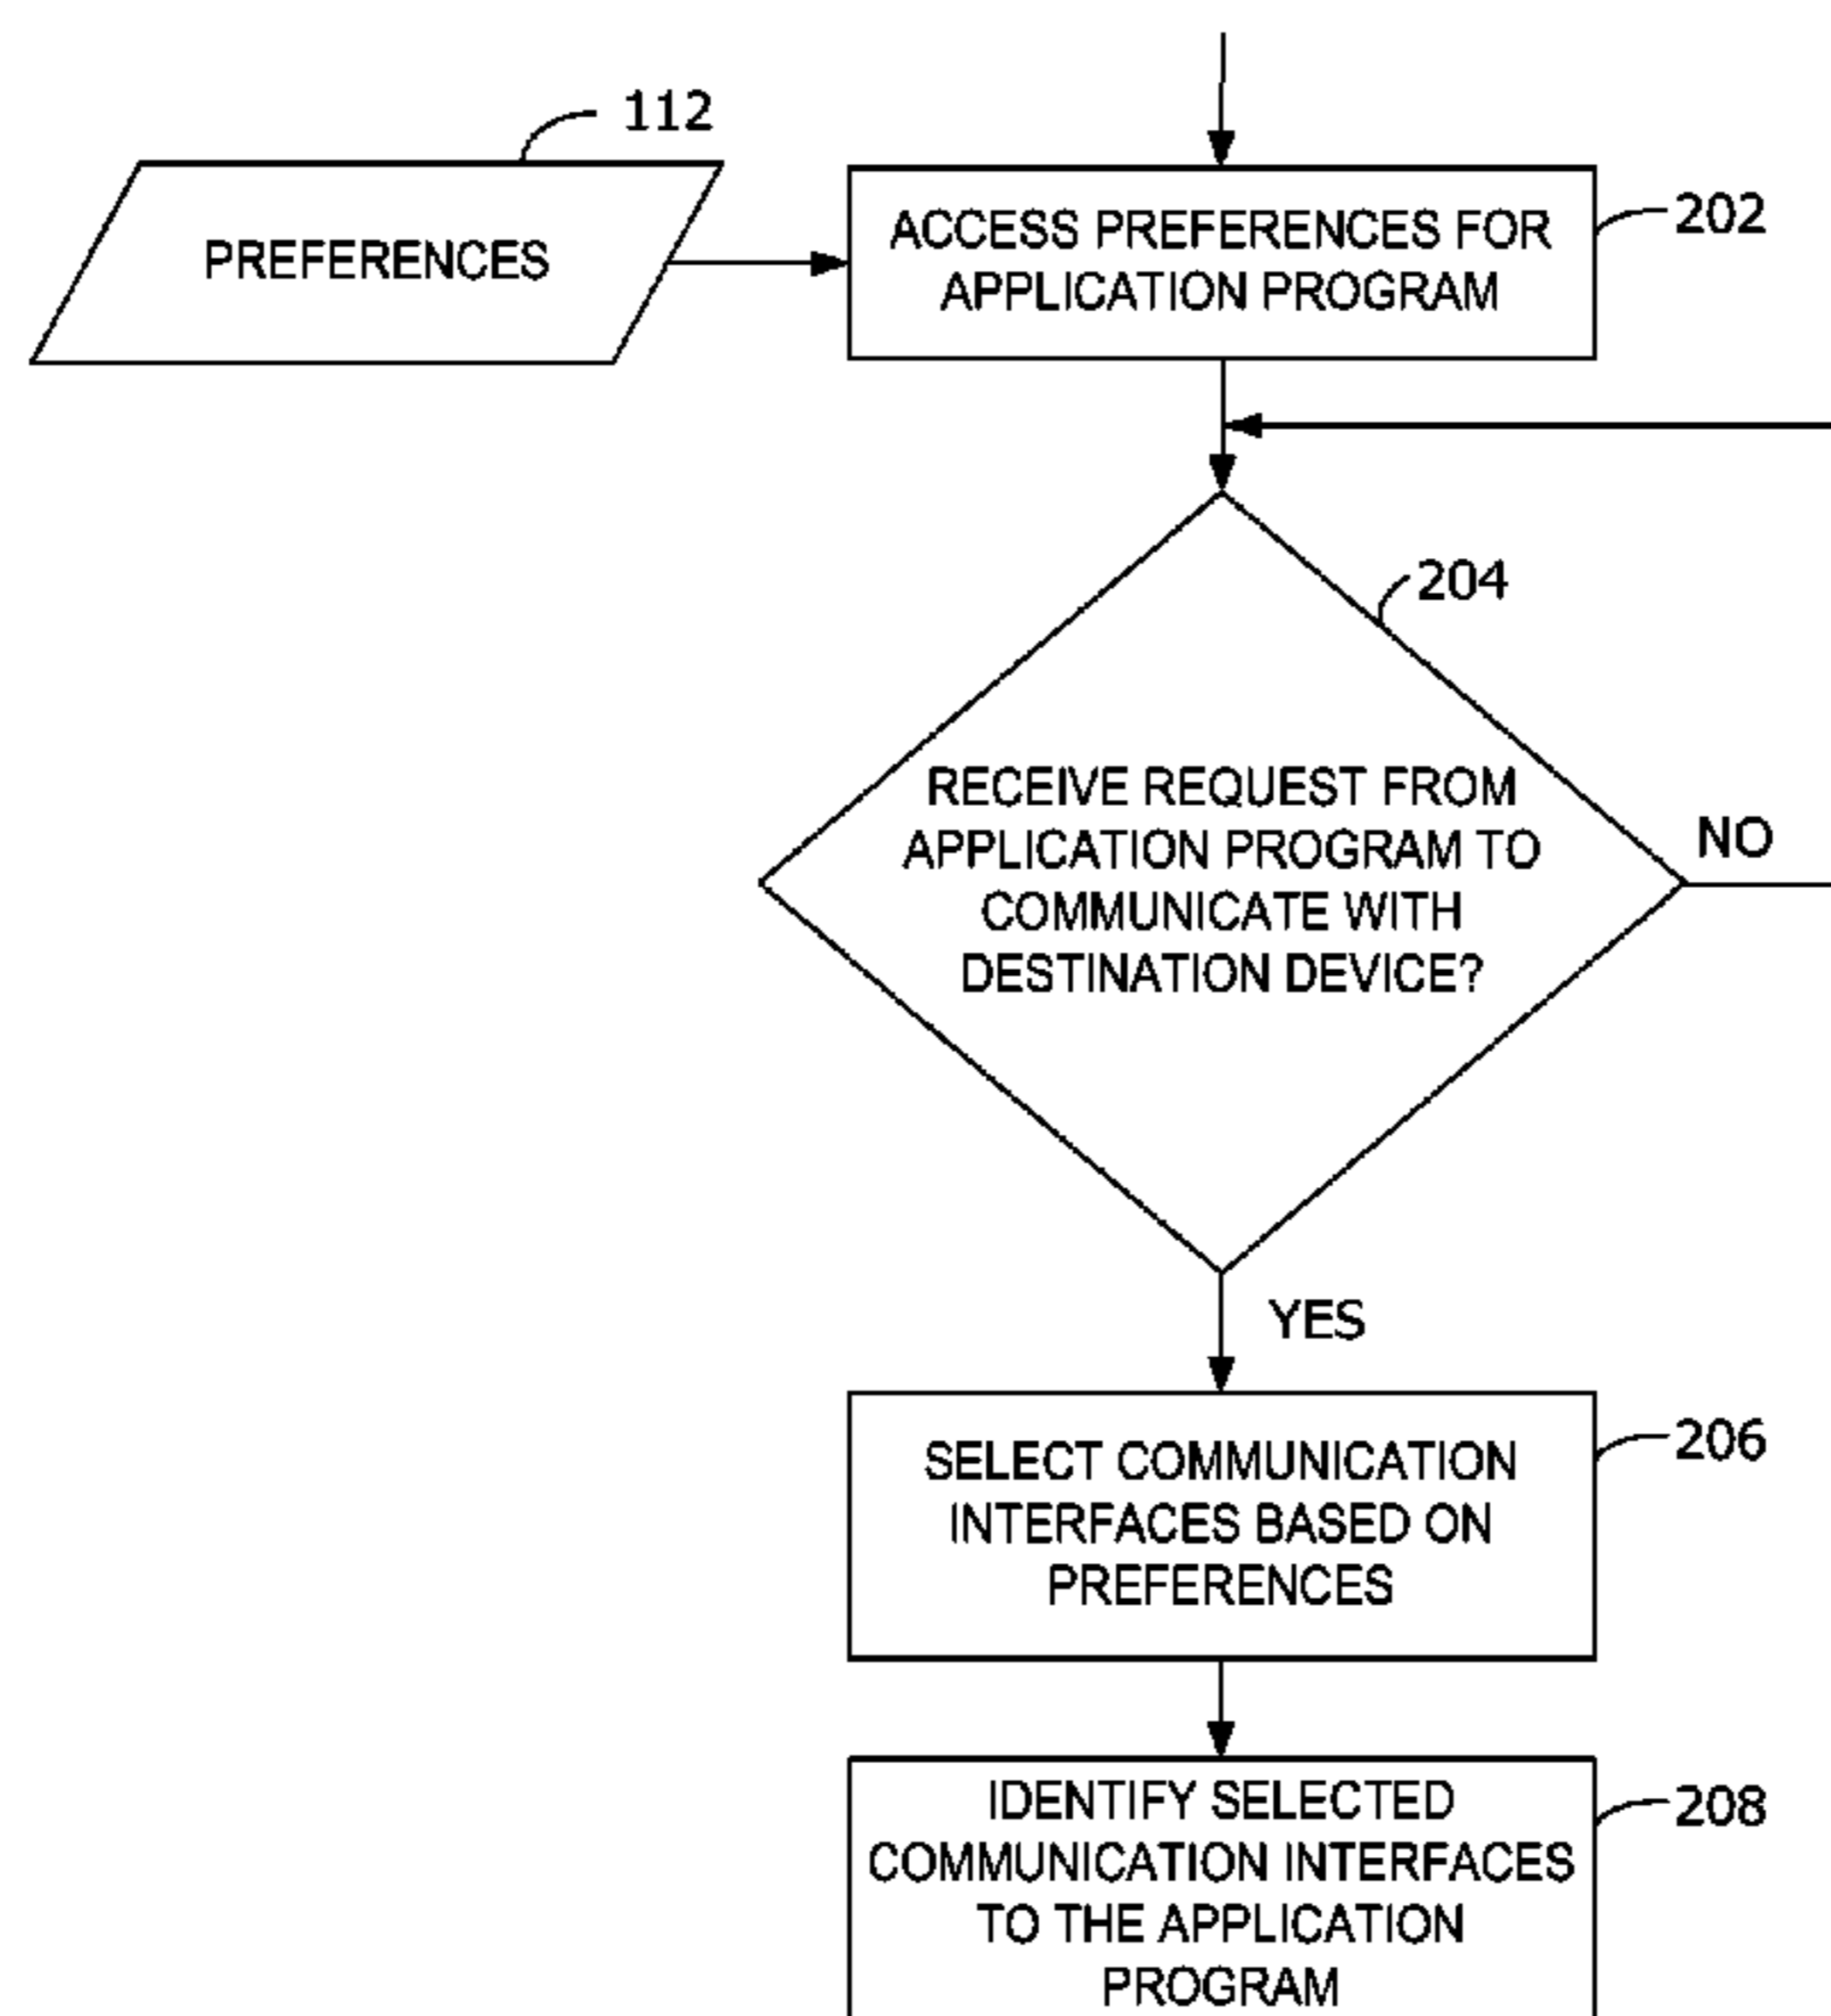 112
PREFERENCES
ACCESS PREFERENCES FOR
APPLICATION PROGRAM
202
204
RECEIVE REQUEST FROM
APPLICATION PROGRAM TO
COMMUNICATE WITH
DESTINATION DEVICE?
NO
YES
SELECT COMMUNICATION
INTERFACES BASED ON
PREFERENCES
206
IDENTIFY SELECTED
COMMUNICATION INTERFACES
TO THE APPLICATION
PROGRAM
208